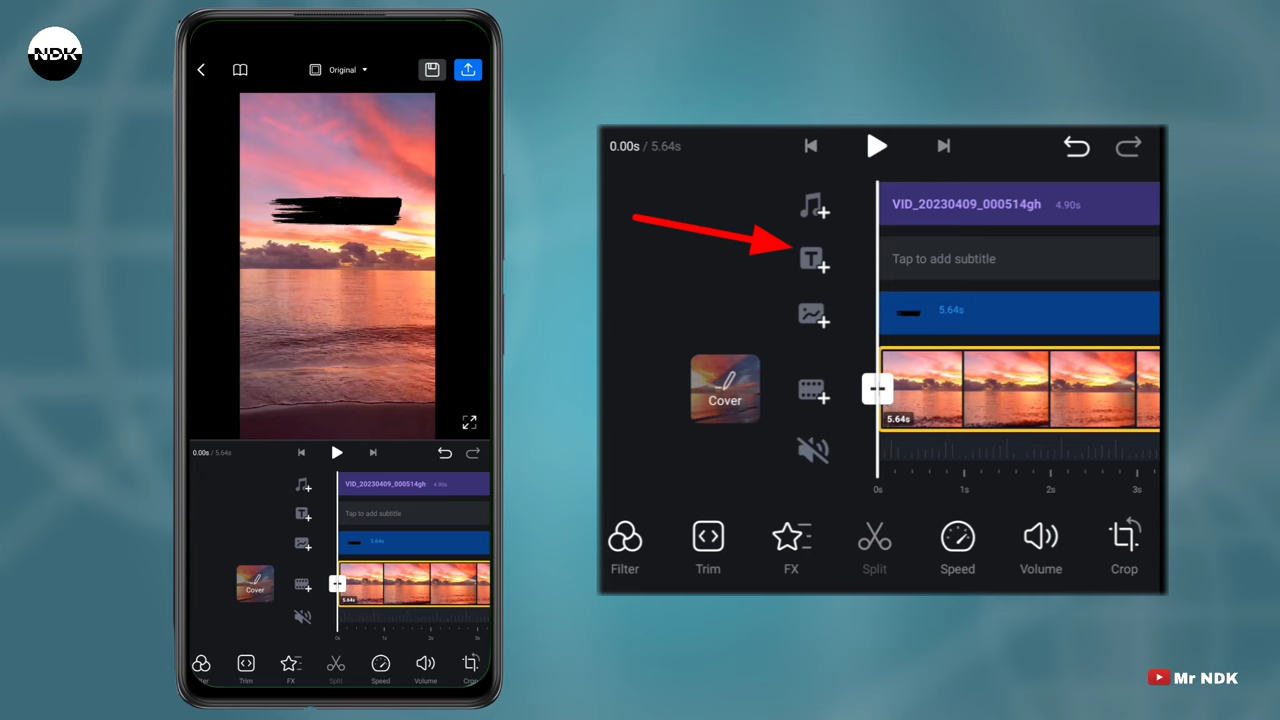 NDK
Original
0.00s / 5.64s
VID_20230409_000514gh 4.90s
Tap to add subtitle
5.64s
Cover
5.64s
0s 1s 2s 3s
ter Trim FX Split Speed Volume Crop
0.00s / 5.64s
VID_20230409_000514gh 4.90s
Tap to add subtitle
5.64s
Cover
5.64s
0s 1s 2s 3s
Filter Trim FX Split Speed Volume Crop
Mr NDK